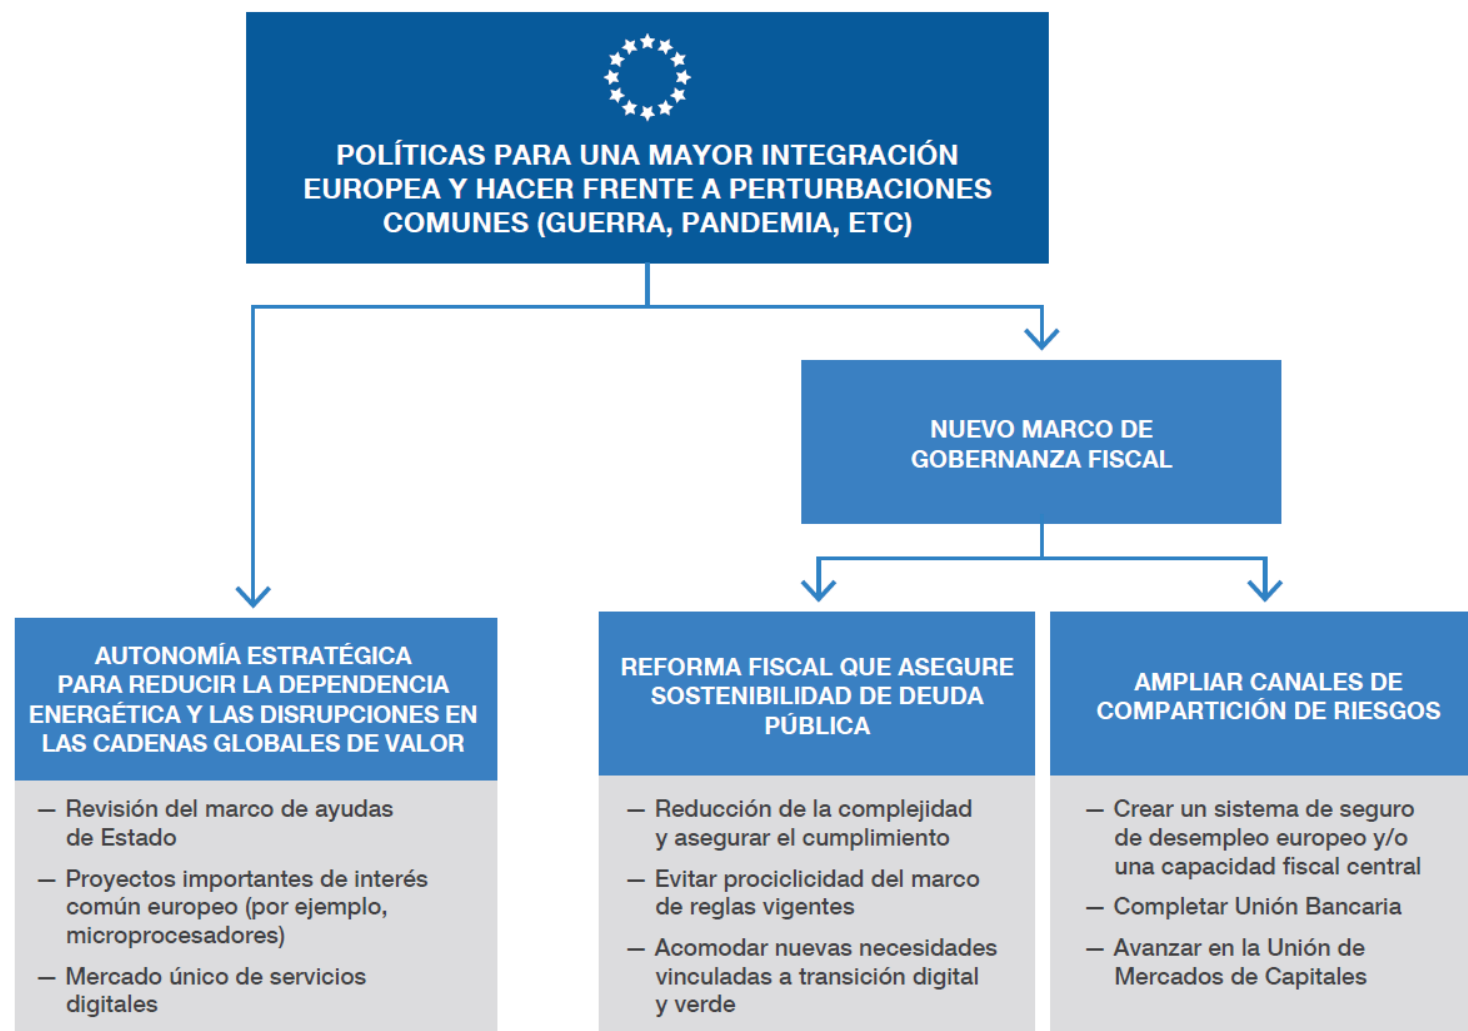 POLÍTICAS PARA UNA MAYOR INTEGRACIÓN
EUROPEA Y HACER FRENTE A PERTURBACIONES
COMUNES (GUERRA, PANDEMIA, ETC)
NUEVO MARCO DE
GOBERNANZA FISCAL
AUTONOMÍA ESTRATÉGICA
PARA REDUCIR LA DEPENDENCIA
ENERGÉTICA Y LAS DISRUPCIONES EN
LAS CADENAS GLOBALES DE VALOR
— Revisión del marco de ayudas
de Estado
— Proyectos importantes de interés
común europeo (por ejemplo,
microprocesadores)
— Mercado único de servicios
digitales
REFORMA FISCAL QUE ASEGURE
SOSTENIBILIDAD DE DEUDA
PÚBLICA
— Reducción de la complejidad
y asegurar el cumplimiento
— Evitar prociclicidad del marco
de reglas vigentes
— Acomodar nuevas necesidades
vinculadas a transición digital
y verde
AMPLIAR CANALES DE
COMPARTICIÓN DE RIESGOS
— Crear un sistema de seguro
de desempleo europeo y/o
una capacidad fiscal central
— Completar Unión Bancaria
— Avanzar en la Unión de
Mercados de Capitales